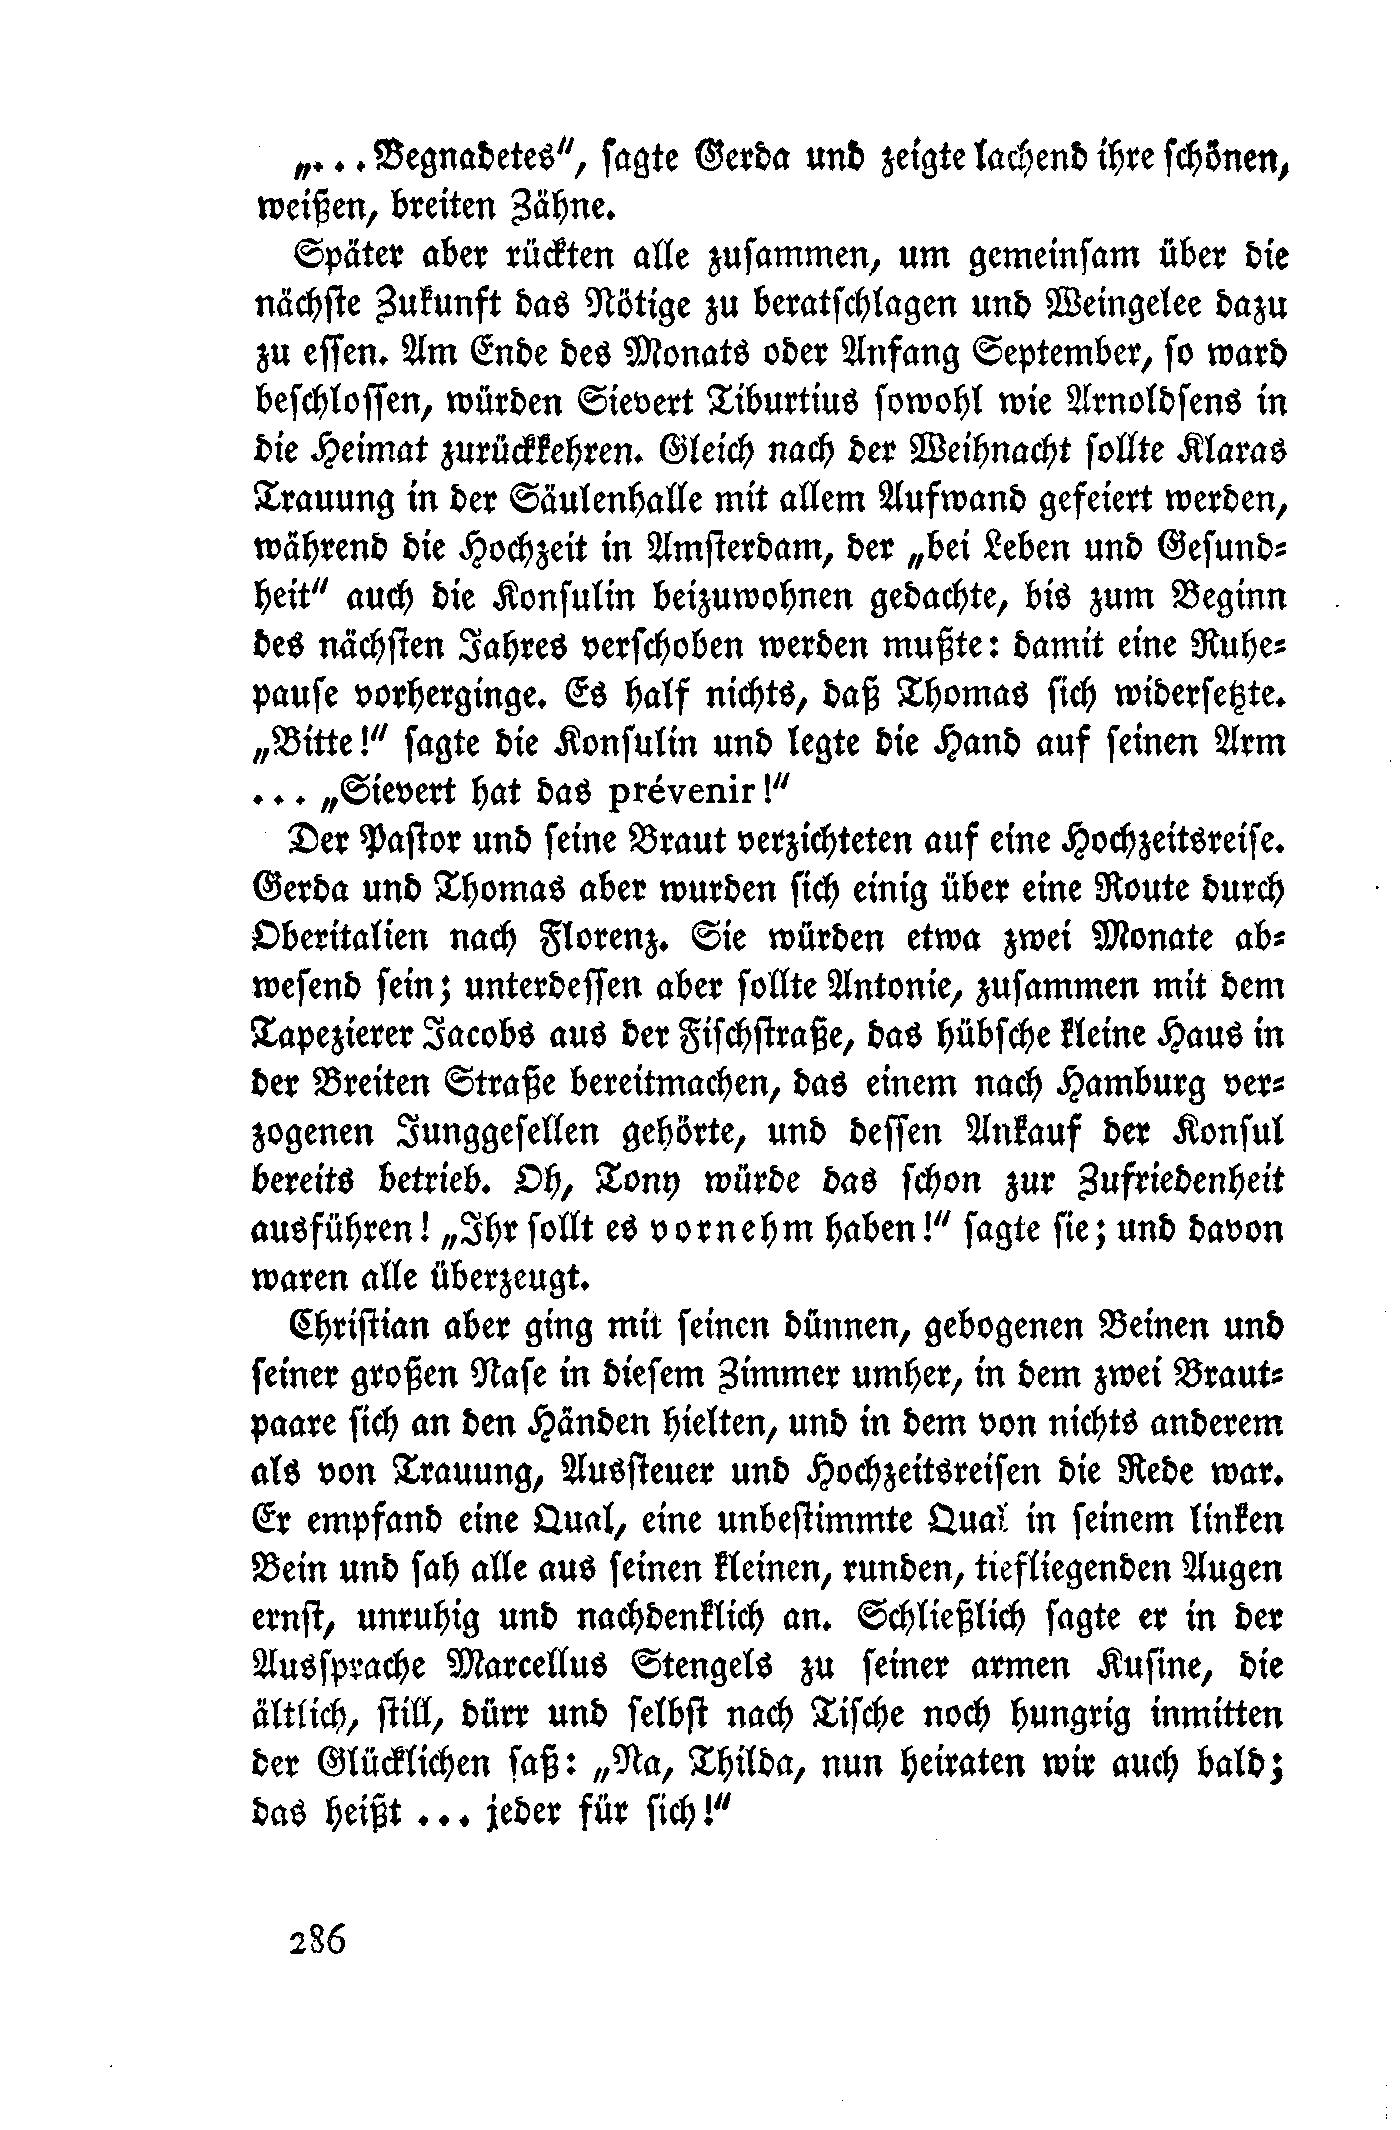 „... Begnadetes“, sagte Gerda und zeigte lachend ihre schönen,
weißen, breiten Zähne.
Später aber rückten alle zusammen, um gemeinsam über die
nächste Zukunft das Nötige zu beratschlagen und Weingelee dazu
zu essen. Am Ende des Monats oder Anfang September, so ward
beschlossen, würden Sievert Tiburtius sowohl wie Arnoldsens in
die Heimat zurückkehren. Gleich nach der Weihnacht sollte Klaras
Trauung in der Säulenhalle mit allem Aufwand gefeiert werden,
während die Hochzeit in Amsterdam, der „bei Leben und Gesund-
heit“ auch die Konsulin beizuwohnen gedachte, bis zum Beginn
des nächsten Jahres verschoben werden mußte: damit eine Ruhe-
pause vorherginge. Es half nichts, daß Thomas sich widersetzte.
„Bitte!“ sagte die Konsulin und legte die Hand auf seinen Arm
... „Sievert hat das prévenir!“
Der Pastor und seine Braut verzichteten auf eine Hochzeitsreise.
Gerda und Thomas aber wurden sich einig über eine Route durch
Oberitalien nach Florenz. Sie würden etwa zwei Monate ab-
wesend sein; unterdessen aber sollte Antonie, zusammen mit dem
Tapezierer Jacobs aus der Fischstraße, das hübsche kleine Haus in
der Breiten Straße bereitmachen, das einem nach Hamburg ver-
zogenen Junggesellen gehörte, und dessen Ankauf der Konsul
bereits betrieb. Oh, Tony würde das schon zur Zufriedenheit
ausführen! „Ihr sollt es vornehm haben!“ sagte sie; und davon
waren alle überzeugt.
Christian aber ging mit seinen dünnen, gebogenen Beinen und
seiner großen Nase in diesem Zimmer umher, in dem zwei Braut-
paare sich an den Händen hielten, und in dem von nichts anderem
als von Trauung, Aussteuer und Hochzeitsreisen die Rede war.
Er empfand eine Qual, eine unbestimmte Qual in seinem linken
Bein und sah alle aus seinen kleinen, runden, tiefliegenden Augen
ernst, unruhig und nachdenklich an. Schließlich sagte er in der
Aussprache Marcellus Stengels zu seiner armen Kusine, die
ältlich, still, dürr und selbst nach Tische noch hungrig inmitten
der Glücklichen saß: „Na, Thilda, nun heiraten wir auch bald;
das heißt ... jeder für sich!“
286